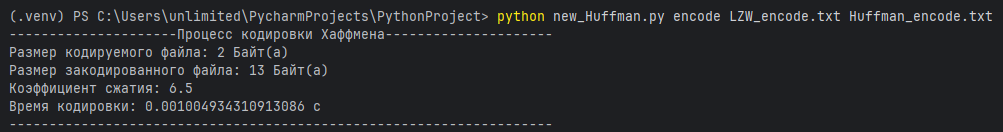 (.venv) PS C:\Users\unlimited\PycharmProjects\PythonProject> python new_Huffman.py encode LZW_encode.txt Huffman_encode.txt
---------------------Процесс кодировки Хаффмена---------------------
Размер кодируемого файла: 2 Байт(а)
Размер закодированного файла: 13 Байт(а)
Коэффициент сжатия: 6.5
Время кодировки: 0.001004934310913086 с
--------------------------------------------------------------------